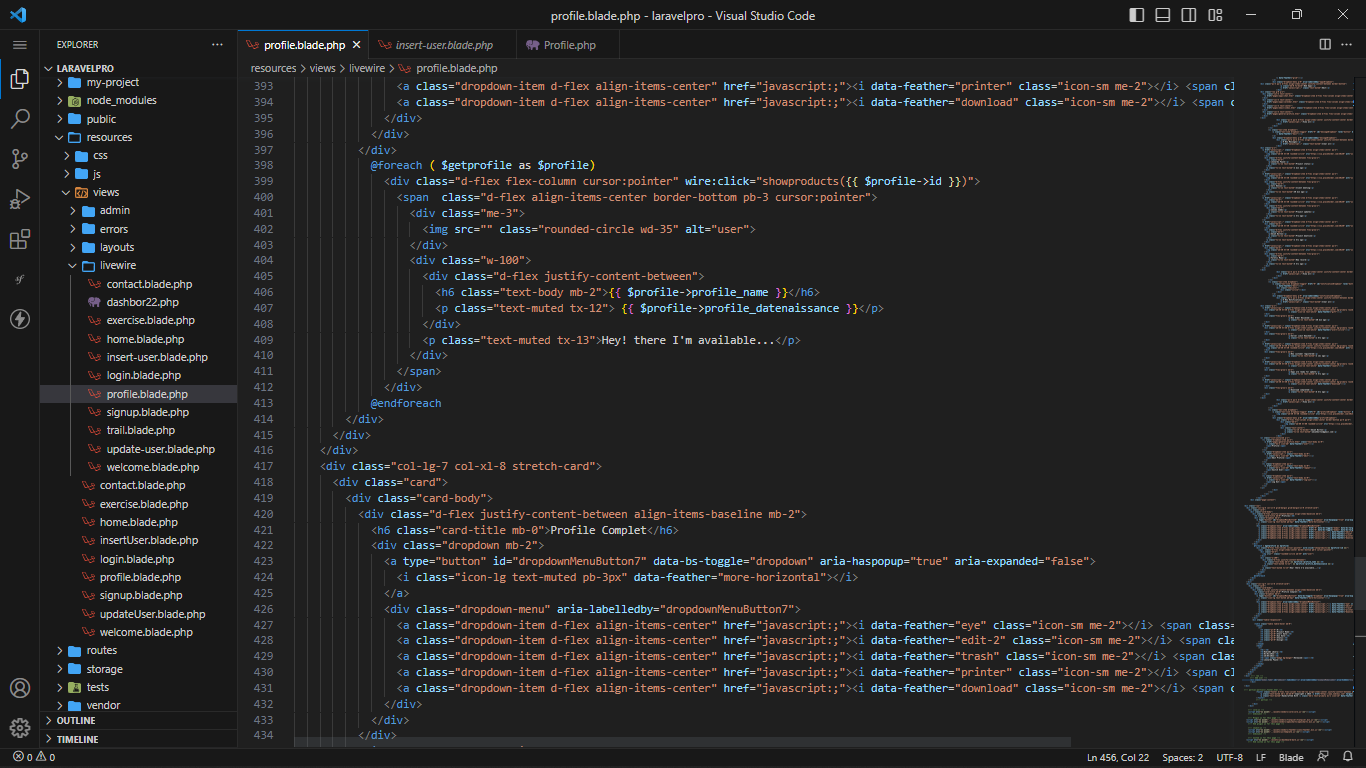 profile.blade.php - laravelpro - Visual Studio Code
EXPLORER
profile.blade.php
insert-user.blade.php
Profile.php
resources > views > livewire > profile.blade.php
LARAVELPRO
my-project
node_modules
public
resources
css
js
views
admin
errors
layouts
livewire
contact.blade.php
dashbor22.php
exercise.blade.php
home.blade.php
insert-user.blade.php
login.blade.php
profile.blade.php
signup.blade.php
trail.blade.php
update-user.blade.php
welcome.blade.php
contact.blade.php
exercise.blade.php
home.blade.php
insertUser.blade.php
login.blade.php
profile.blade.php
signup.blade.php
updateUser.blade.php
welcome.blade.php
routes
storage
tests
vendor
OUTLINE
TIMELINE
393 <a class="dropdown-item d-flex align-items-center" href="javascript:;"><i data-feather="printer" class="icon-sm me-2"></i> <span cl
394 <a class="dropdown-item d-flex align-items-center" href="javascript:;"><i data-feather="download" class="icon-sm me-2"></i> <span c
395 </div>
396 </div>
397 </div>
398 @foreach ( $getprofile as $profile)
399 <div class="d-flex flex-column cursor:pointer" wire:click="showproducts({{ $profile->id }})">
400 <span  class="d-flex align-items-center border-bottom pb-3 cursor:pointer">
401 <div class="me-3">
402 <img src="" class="rounded-circle wd-35" alt="user">
403 </div>
404 <div class="w-100">
405 <div class="d-flex justify-content-between">
406 <h6 class="text-body mb-2">{{ $profile->profile_name }}</h6>
407 <p class="text-muted tx-12"> {{ $profile->profile_datenaissance }}</p>
408 </div>
409 <p class="text-muted tx-13">Hey! there I'm available...</p>
410 </div>
411 </span>
412 </div>
413 @endforeach
414 </div>
415 </div>
416 </div>
417 <div class="col-lg-7 col-xl-8 stretch-card">
418 <div class="card">
419 <div class="card-body">
420 <div class="d-flex justify-content-between align-items-baseline mb-2">
421 <h6 class="card-title mb-0">Profile Complet</h6>
422 <div class="dropdown mb-2">
423 <a type="button" id="dropdownMenuButton7" data-bs-toggle="dropdown" aria-haspopup="true" aria-expanded="false">
424 <i class="icon-lg text-muted pb-3px" data-feather="more-horizontal"></i>
425 </a>
426 <div class="dropdown-menu" aria-labelledby="dropdownMenuButton7">
427 <a class="dropdown-item d-flex align-items-center" href="javascript:;"><i data-feather="eye" class="icon-sm me-2"></i> <span class=
428 <a class="dropdown-item d-flex align-items-center" href="javascript:;"><i data-feather="edit-2" class="icon-sm me-2"></i> <span cla
429 <a class="dropdown-item d-flex align-items-center" href="javascript:;"><i data-feather="trash" class="icon-sm me-2"></i> <span clas
430 <a class="dropdown-item d-flex align-items-center" href="javascript:;"><i data-feather="printer" class="icon-sm me-2"></i> <span cl
431 <a class="dropdown-item d-flex align-items-center" href="javascript:;"><i data-feather="download" class="icon-sm me-2"></i> <span c
432 </div>
433 </div>
434 </div>
0 0
Ln 456, Col 22 Spaces: 2 UTF-8 LF Blade